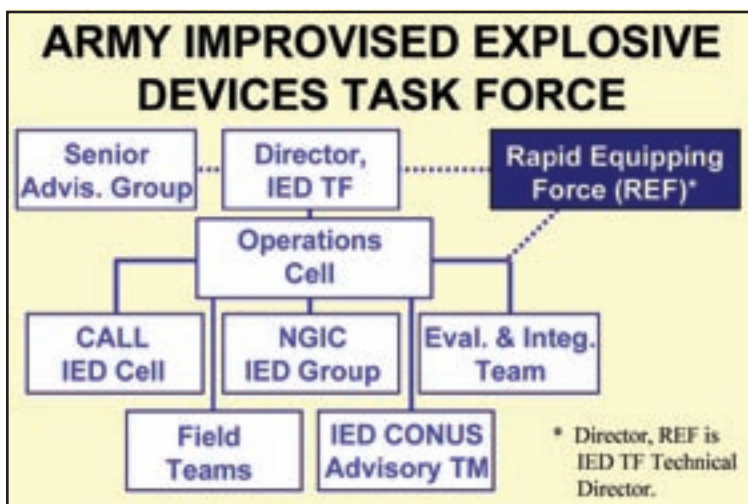 ARMY IMPROVISED EXPLOSIVE
DEVICES TASK FORCE
Senior
Advis. Group
Director,
IED TF
Rapid Equipping
Force (REF)*
Operations
Cell
CALL
IED Cell
NGIC
IED Group
Eval. & Integ.
Team
Field
Teams
IED CONUS
Advisory TM
* Director, REF is
IED TF Technical
Director.